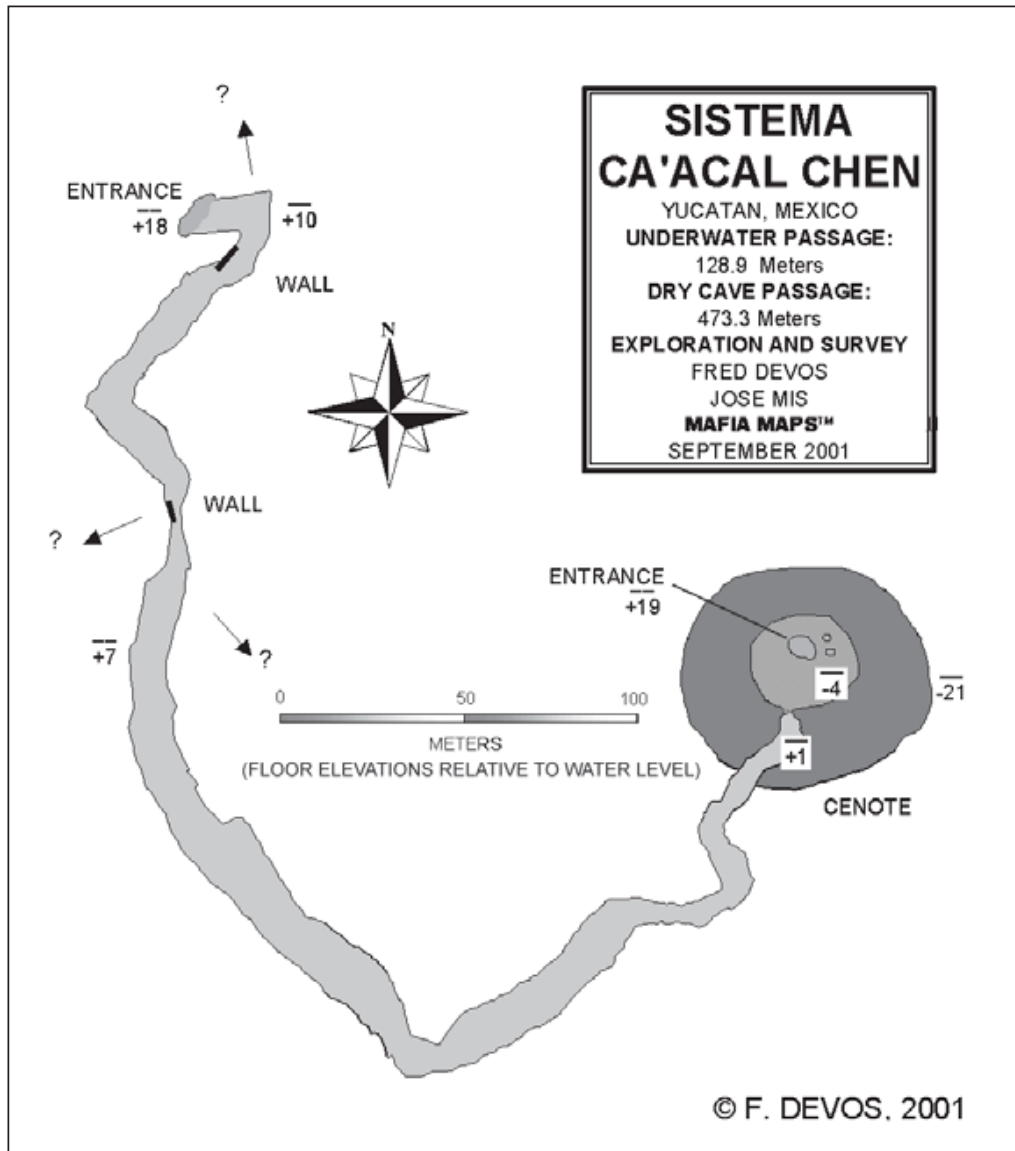 SISTEMA
CA'ACAL CHEN
YUCATAN, MEXICO
UNDERWATER PASSAGE:
128.9 Meters
DRY CAVE PASSAGE:
473.3 Meters
EXPLORATION AND SURVEY
FRED DEVOS
JOSE MIS
MAFIA MAPS™
SEPTEMBER 2001
?
ENTRANCE
+18
+10
WALL
N
WALL
?
?
+7
ENTRANCE
+19
-4
-21
+1
CENOTE
0 50 100
METERS
(FLOOR ELEVATIONS RELATIVE TO WATER LEVEL)
© F. DEVOS, 2001